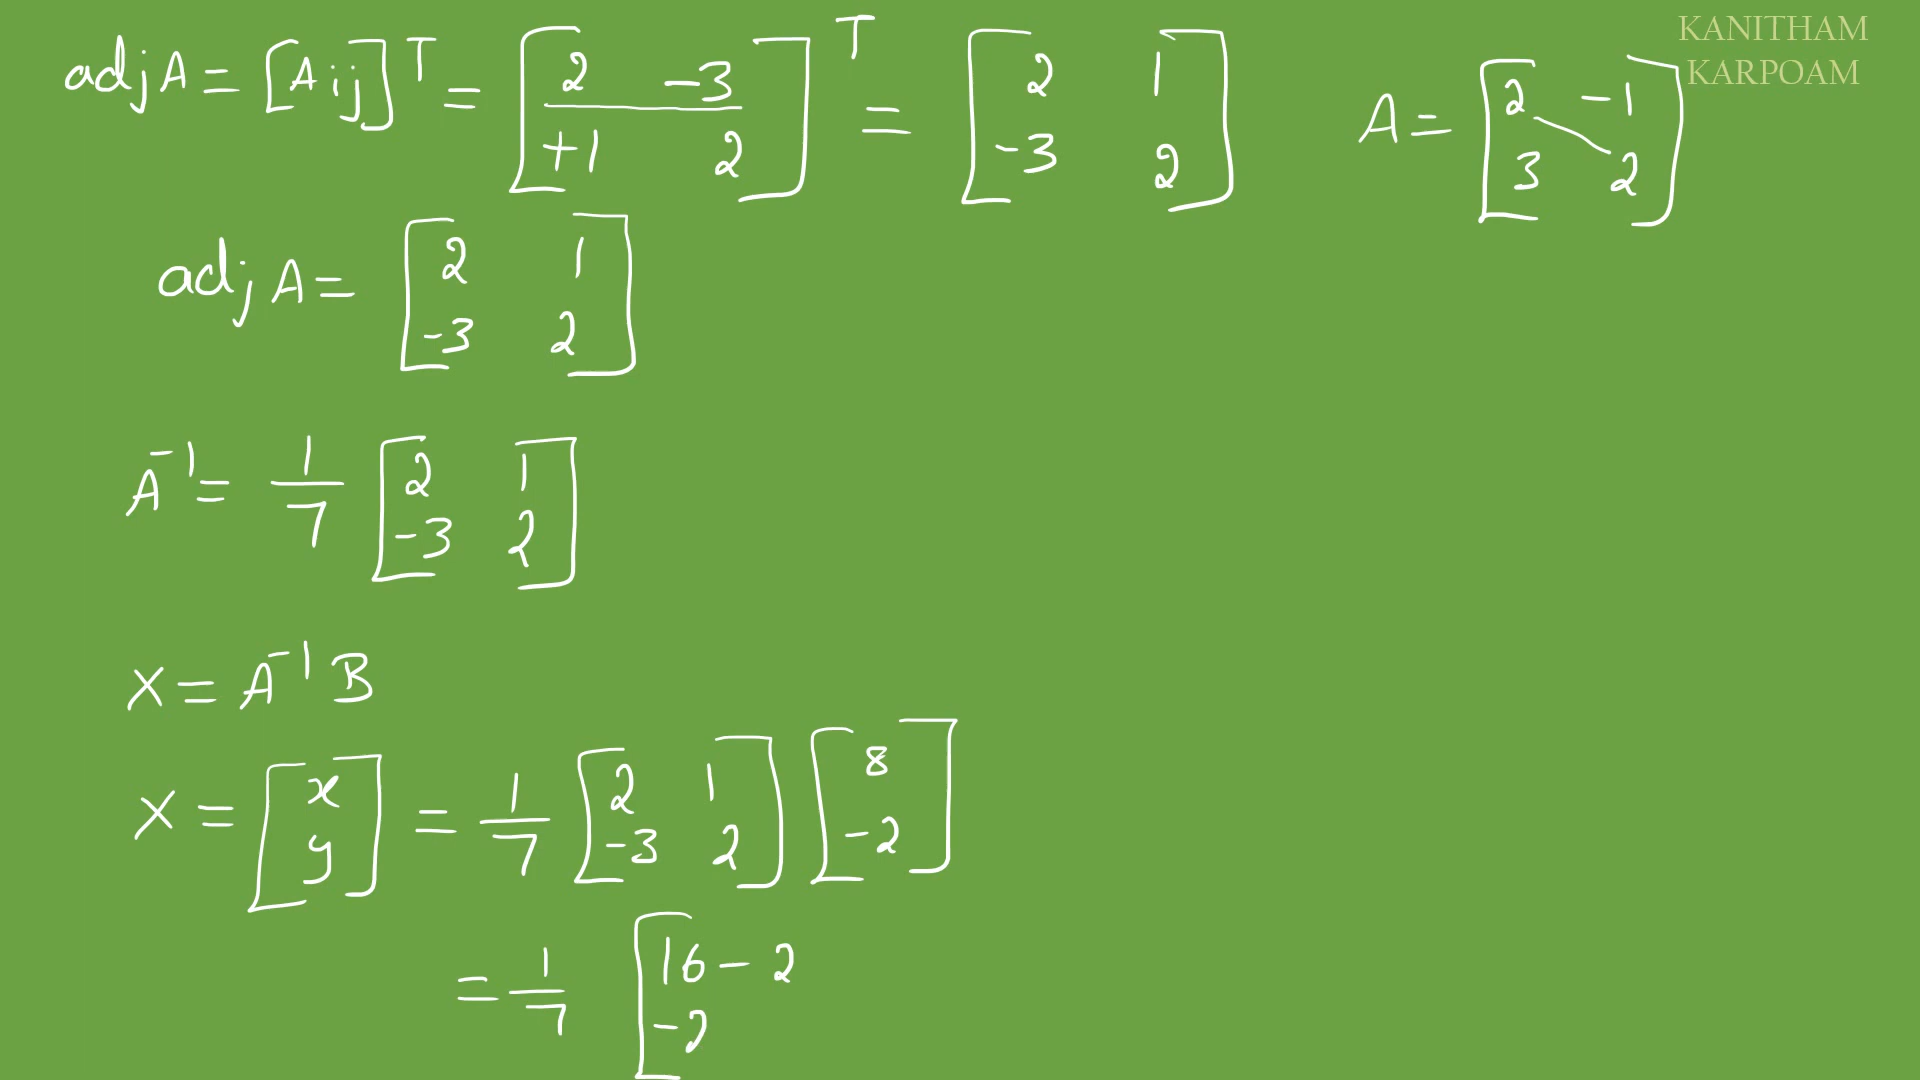 KANITHAM
KARPOAM
adj A = [Aij]^T = [2 -3; +1 2]^T = [2 1; -3 2]
A = [2 -1; 3 2]
adj A = [2 1; -3 2]
A^-1 = 1/7 [2 1; -3 2]
X = A^-1 B
X = [x; y] = 1/7 [2 1; -3 2] [8; -2]
= 1/7 [16 - 2; -2